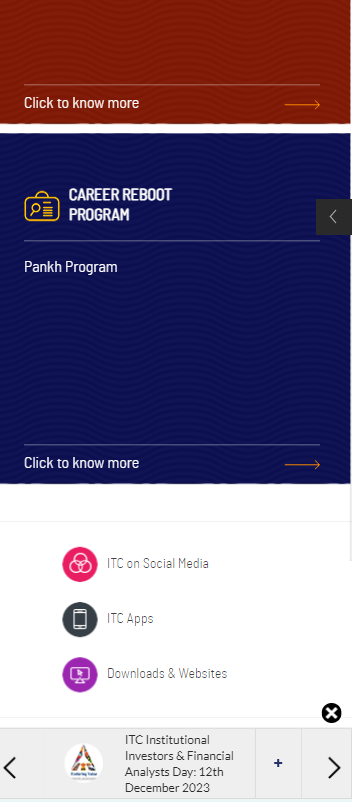 Click to know more
CAREER REBOOT
PROGRAM
Pankh Program
Click to know more
ITC on Social Media
ITC Apps
Downloads & Websites
ITC Institutional
Investors & Financial
Analysts Day: 12th
December 2023
+